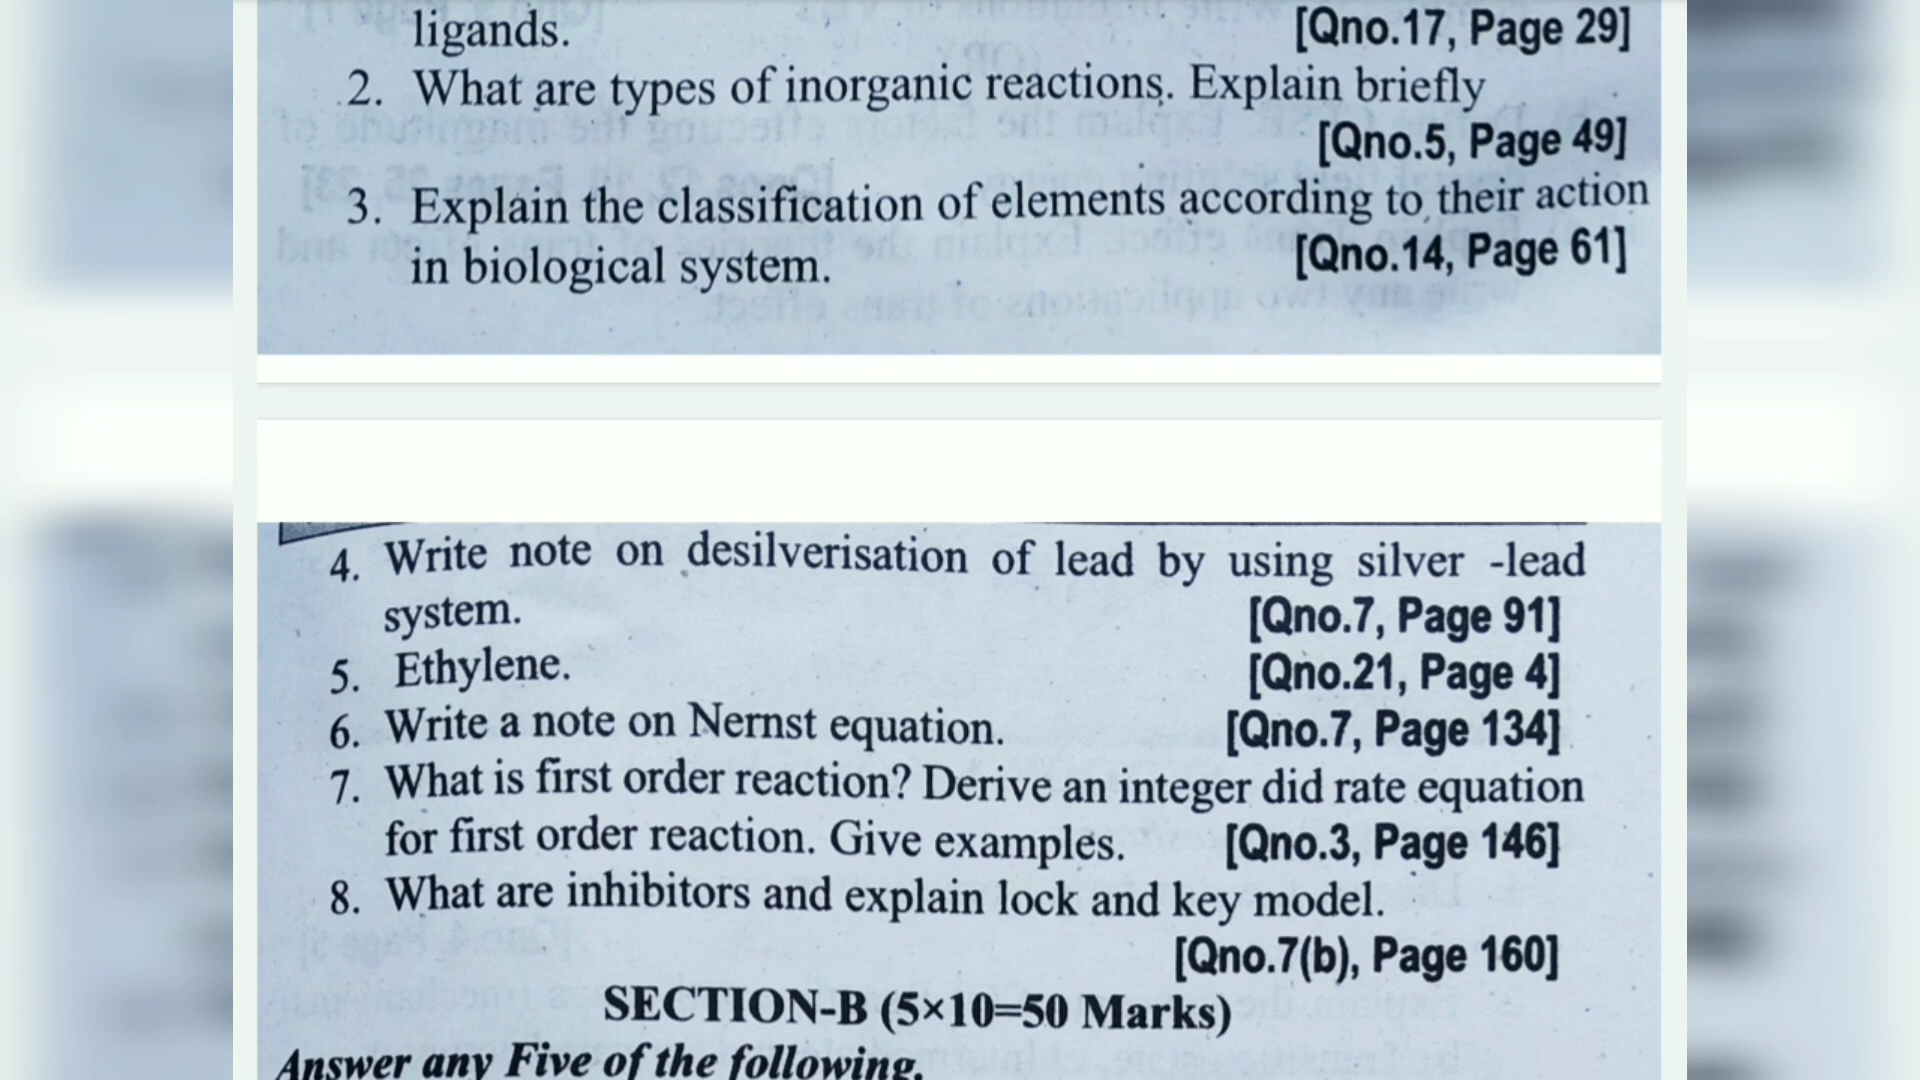 ligands. [Qno.17, Page 29]
2. What are types of inorganic reactions. Explain briefly
[Qno.5, Page 49]
3. Explain the classification of elements according to their action
in biological system. [Qno.14, Page 61]
4. Write note on desilverisation of lead by using silver -lead
system. [Qno.7, Page 91]
5. Ethylene. [Qno.21, Page 4]
6. Write a note on Nernst equation. [Qno.7, Page 134]
7. What is first order reaction? Derive an integer did rate equation
for first order reaction. Give examples. [Qno.3, Page 146]
8. What are inhibitors and explain lock and key model.
[Qno.7(b), Page 160]
SECTION-B (5×10=50 Marks)
Answer any Five of the following.